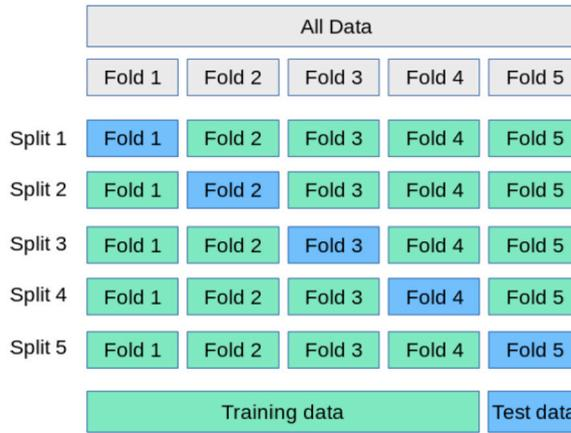 All Data
Fold 1 Fold 2 Fold 3 Fold 4 Fold 5
Split 1 Fold 1 Fold 2 Fold 3 Fold 4 Fold 5
Split 2 Fold 1 Fold 2 Fold 3 Fold 4 Fold 5
Split 3 Fold 1 Fold 2 Fold 3 Fold 4 Fold 5
Split 4 Fold 1 Fold 2 Fold 3 Fold 4 Fold 5
Split 5 Fold 1 Fold 2 Fold 3 Fold 4 Fold 5
Training data Test data